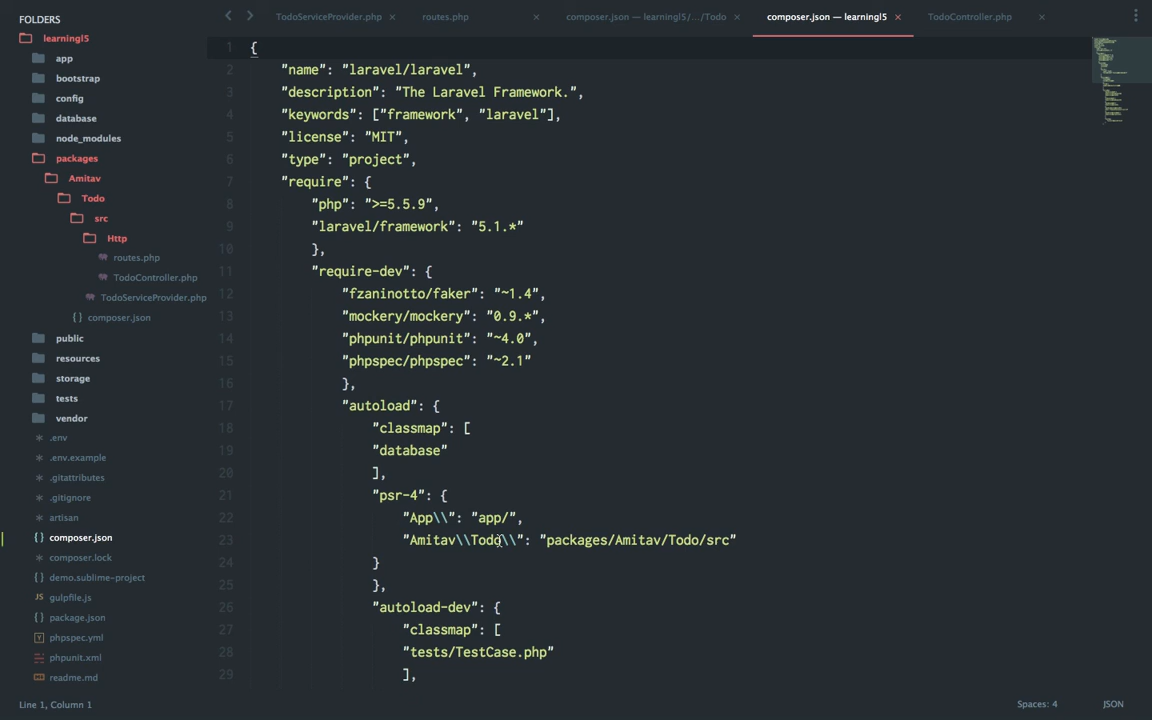 FOLDERS
learningl5
app
bootstrap
config
database
node_modules
packages
Amitav
Todo
src
Http
routes.php
TodoController.php
TodoServiceProvider.php
{ } composer.json
public
resources
storage
tests
vendor
.env
.env.example
.gitattributes
.gitignore
artisan
{ } composer.json
composer.lock
demo.sublime-project
JS gulpfile.js
{ } package.json
phpspec.yml
phpunit.xml
readme.md
TodoServiceProvider.php × routes.php × composer.json — learningl5/.../Todo × composer.json — learningl5 × TodoController.php ×
1 {
2 "name": "laravel/laravel",
3 "description": "The Laravel Framework.",
4 "keywords": ["framework", "laravel"],
5 "license": "MIT",
6 "type": "project",
7 "require": {
8 "php": ">=5.5.9",
9 "laravel/framework": "5.1.*"
10 },
11 "require-dev": {
12 "fzaninotto/faker": "~1.4",
13 "mockery/mockery": "0.9.*",
14 "phpunit/phpunit": "~4.0",
15 "phpspec/phpspec": "~2.1"
16 },
17 "autoload": {
18 "classmap": [
19 "database"
20 ],
21 "psr-4": {
22 "App\\": "app/",
23 "Amitav\\Todo\\": "packages/Amitav/Todo/src"
24 }
25 },
26 "autoload-dev": {
27 "classmap": [
28 "tests/TestCase.php"
29 ],
Line 1, Column 1
Spaces: 4
JSON